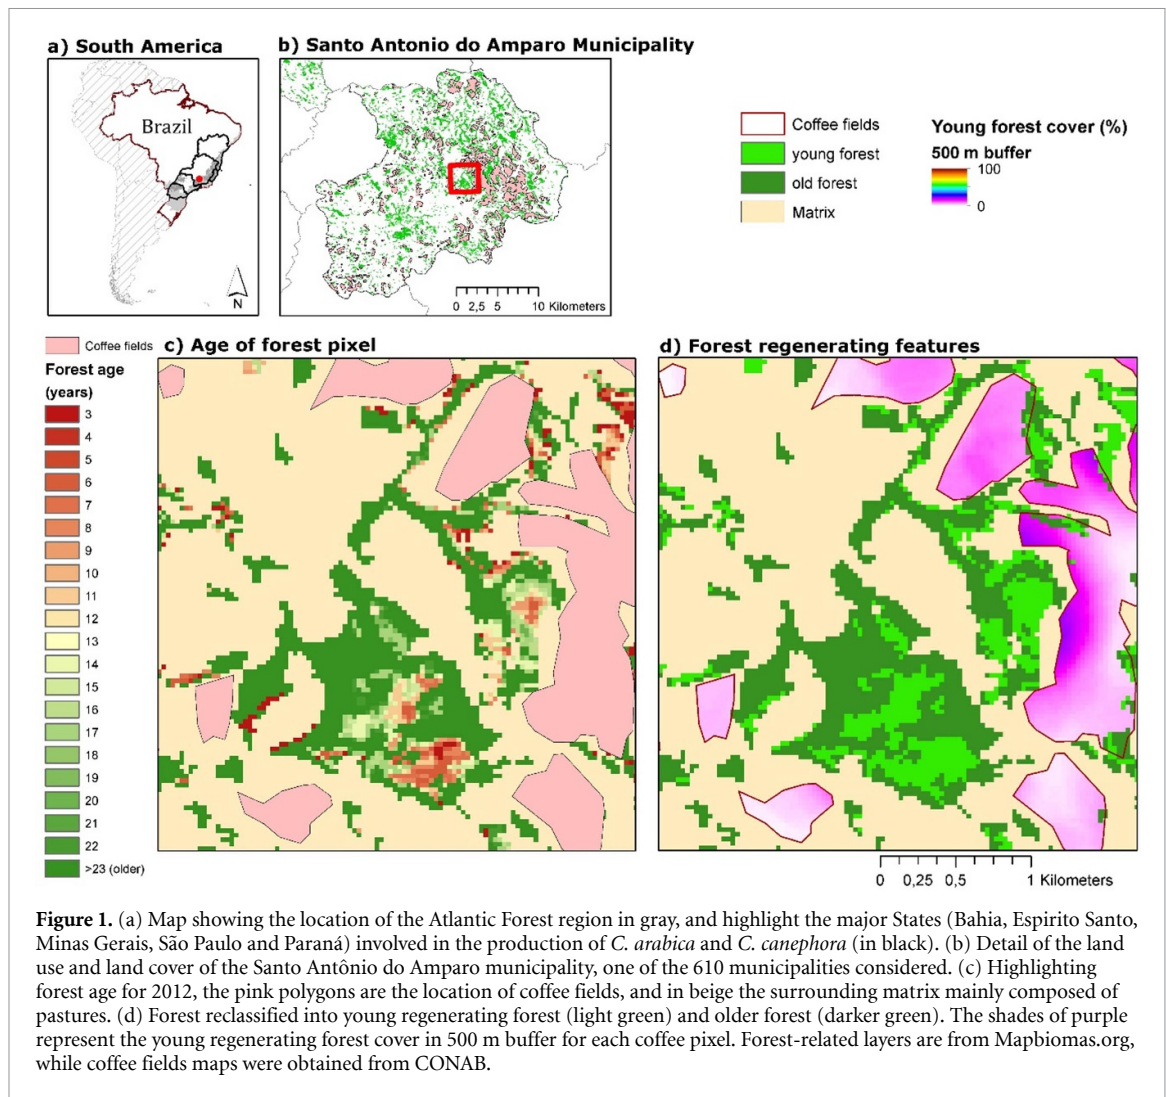 a) South America
b) Santo Antonio do Amparo Municipality
Brazil
N
0 2,5 5 10 Kilometers
Coffee fields
young forest
old forest
Matrix
Young forest cover (%)
500 m buffer
100
0
Coffee fields
Forest age
(years)
3
4
5
6
7
8
9
10
11
12
13
14
15
16
17
18
19
20
21
22
>23 (older)
c) Age of forest pixel
d) Forest regenerating features
0 0,25 0,5 1 Kilometers
Figure 1. (a) Map showing the location of the Atlantic Forest region in gray, and highlight the major States (Bahia, Espirito Santo,
Minas Gerais, São Paulo and Paraná) involved in the production of C. arabica and C. canephora (in black). (b) Detail of the land
use and land cover of the Santo Antônio do Amparo municipality, one of the 610 municipalities considered. (c) Highlighting
forest age for 2012, the pink polygons are the location of coffee fields, and in beige the surrounding matrix mainly composed of
pastures. (d) Forest reclassified into young regenerating forest (light green) and older forest (darker green). The shades of purple
represent the young regenerating forest cover in 500 m buffer for each coffee pixel. Forest-related layers are from Mapbiomas.org,
while coffee fields maps were obtained from CONAB.